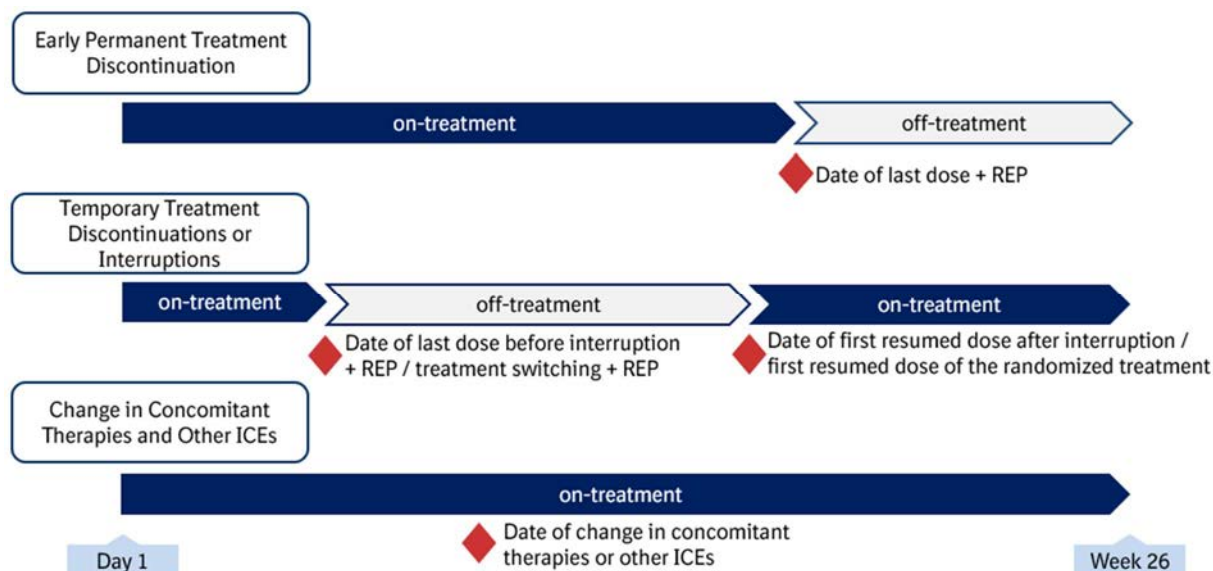 Early Permanent Treatment
Discontinuation
on-treatment
off-treatment
Date of last dose + REP
Temporary Treatment
Discontinuations or
Interruptions
on-treatment
off-treatment
on-treatment
Date of last dose before interruption
+ REP / treatment switching + REP
Date of first resumed dose after interruption /
first resumed dose of the randomized treatment
Change in Concomitant
Therapies and Other ICEs
on-treatment
Date of change in concomitant
therapies or other ICEs
Day 1
Week 26